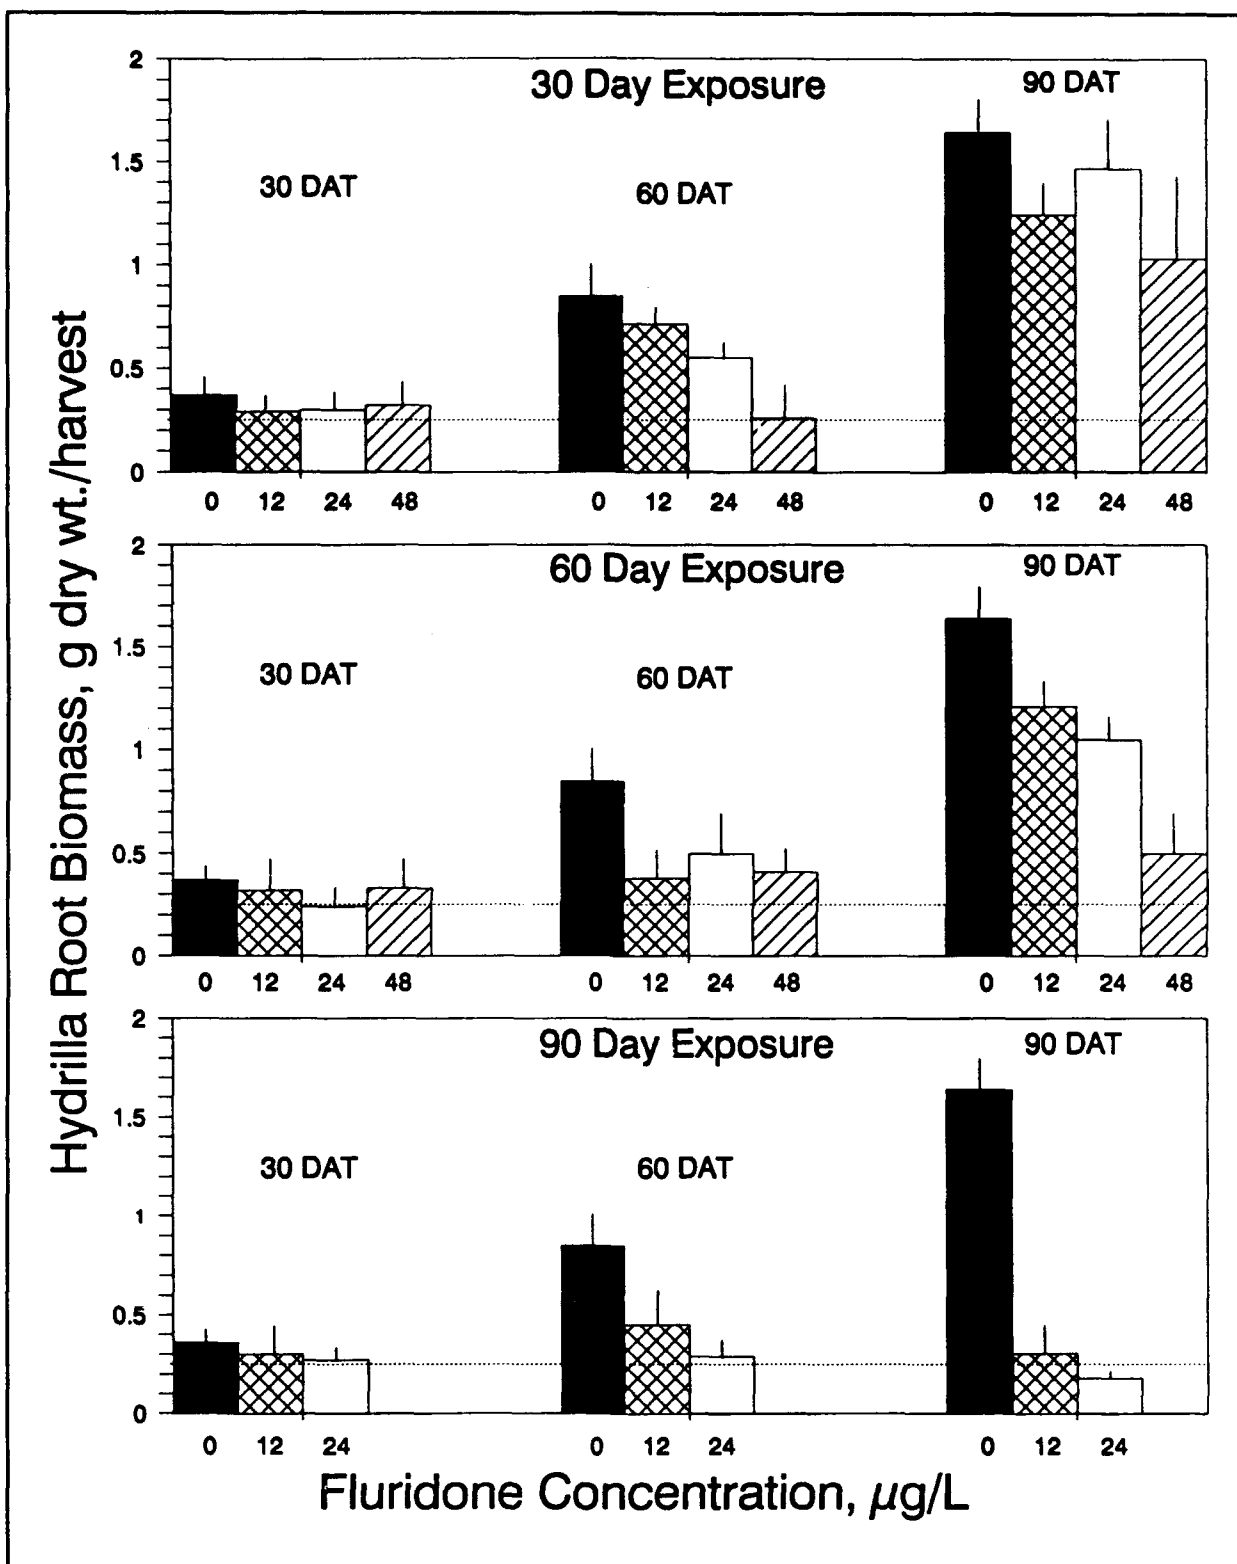 Hydrilla Root Biomass, g dry wt./harvest
30 Day Exposure
90 DAT
30 DAT
60 DAT
2
1.5
1
0.5
0
0 12 24 48 0 12 24 48 0 12 24 48
60 Day Exposure
90 DAT
30 DAT
60 DAT
2
1.5
1
0.5
0
0 12 24 48 0 12 24 48 0 12 24 48
90 Day Exposure
90 DAT
30 DAT
60 DAT
2
1.5
1
0.5
0
0 12 24 0 12 24 0 12 24
Fluridone Concentration, µg/L